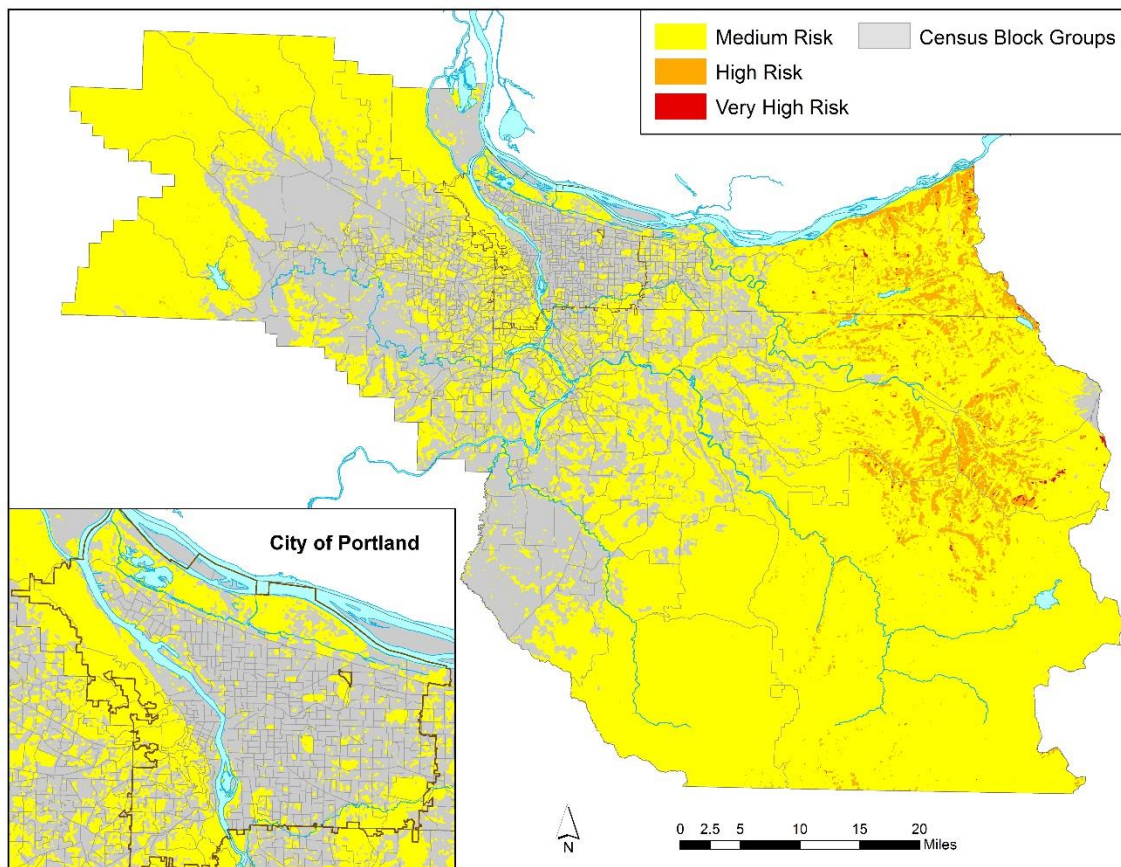 Medium Risk
Census Block Groups
High Risk
Very High Risk
City of Portland
N
0 2.5 5 10 15 20
Miles